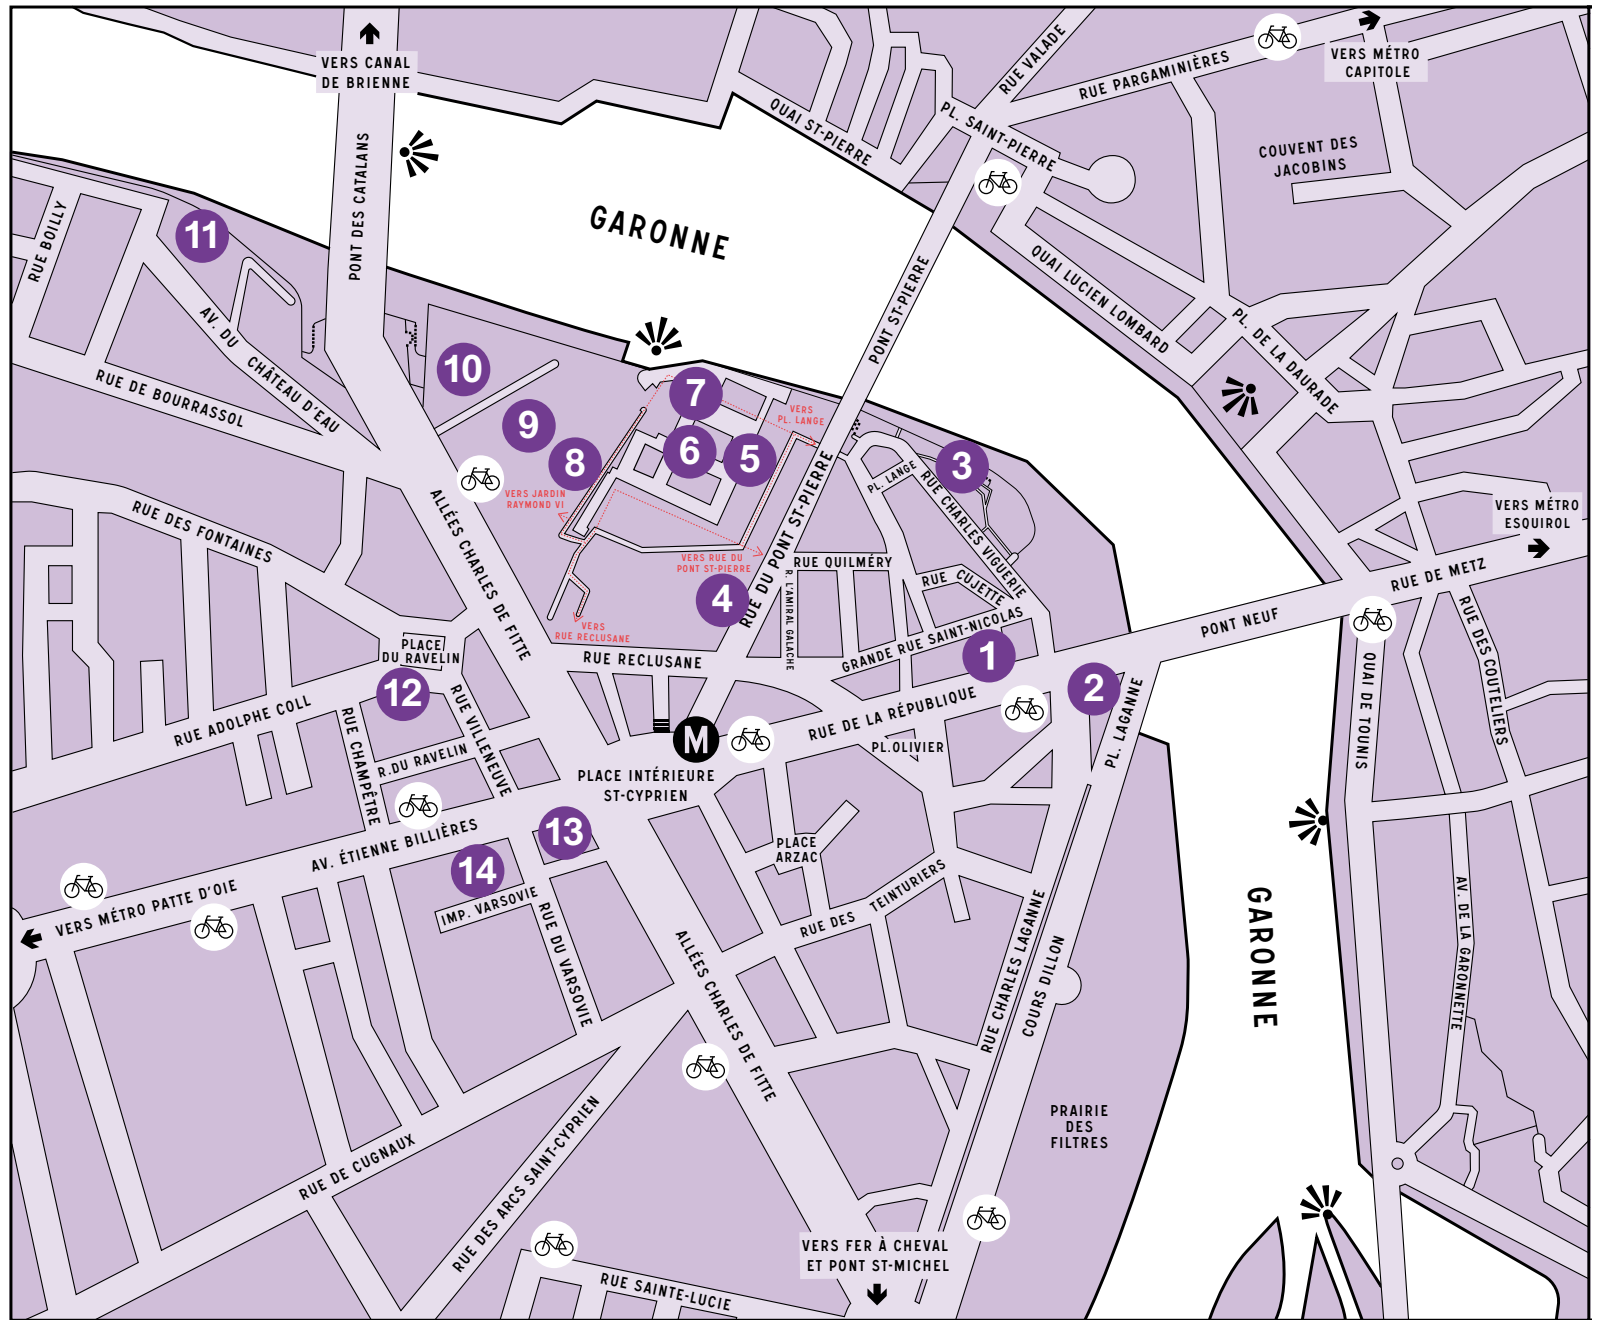 VERS CANAL
DE BRIENNE
PONT DES CATALANS
GARONNE
QUAI ST-PIERRE
RUE VALADE
PL. SAINT-PIERRE
RUE PARGAMINIÈRES
VERS MÉTRO
CAPITOLE
COUVENT DES
JACOBINS
RUE BOILLY
11
AV. DU CHÂTEAU D'EAU
RUE DE BOURRASSOL
10
9
8
7
6
5
VERS
PL. LANGE
VERS JARDIN
RAYMOND VI
VERS RUE DU
PONT ST-PIERRE
VERS
RUE RECLUSANE
PONT ST-PIERRE
RUE DU PONT ST-PIERRE
QUAI LUCIEN LOMBARD
PL. DE LA DAURADE
3
PL. LANGE
RUE CHARLES VIGUERIE
VERS MÉTRO
ESQUIROL
RUE DE METZ
PONT NEUF
RUE DES FONTAINES
ALLÉES CHARLES DE FITTE
4
RUE QUILMÉRY
R. L'AMIRAL GALACHE
RUE CUJETTE
GRANDE RUE SAINT-NICOLAS
1
2
RUE RECLUSANE
PLACE
DU RAVELIN
12
RUE ADOLPHE COLL
RUE CHAMPÊTRE
RUE VILLENEUVE
R.DU RAVELIN
M
RUE DE LA RÉPUBLIQUE
PL.OLIVIER
PL. LAGANNE
QUAI DE TOUNIS
RUE DES COUTELIERS
PLACE INTÉRIEURE
ST-CYPRIEN
13
14
AV. ÉTIENNE BILLIÈRES
VERS MÉTRO PATTE D'OIE
IMP. VARSOVIE
RUE DU VARSOVIE
PLACE
ARZAC
RUE DES TEINTURIERS
ALLÉES CHARLES DE FITTE
RUE CHARLES LAGANNE
COURS DILLON
GARONNE
AV. DE LA GARONNETTE
PRAIRIE
DES
FILTRES
RUE DE CUGNAUX
RUE DES ARCS SAINT-CYPRIEN
RUE SAINTE-LUCIE
VERS FER À CHEVAL
ET PONT ST-MICHEL